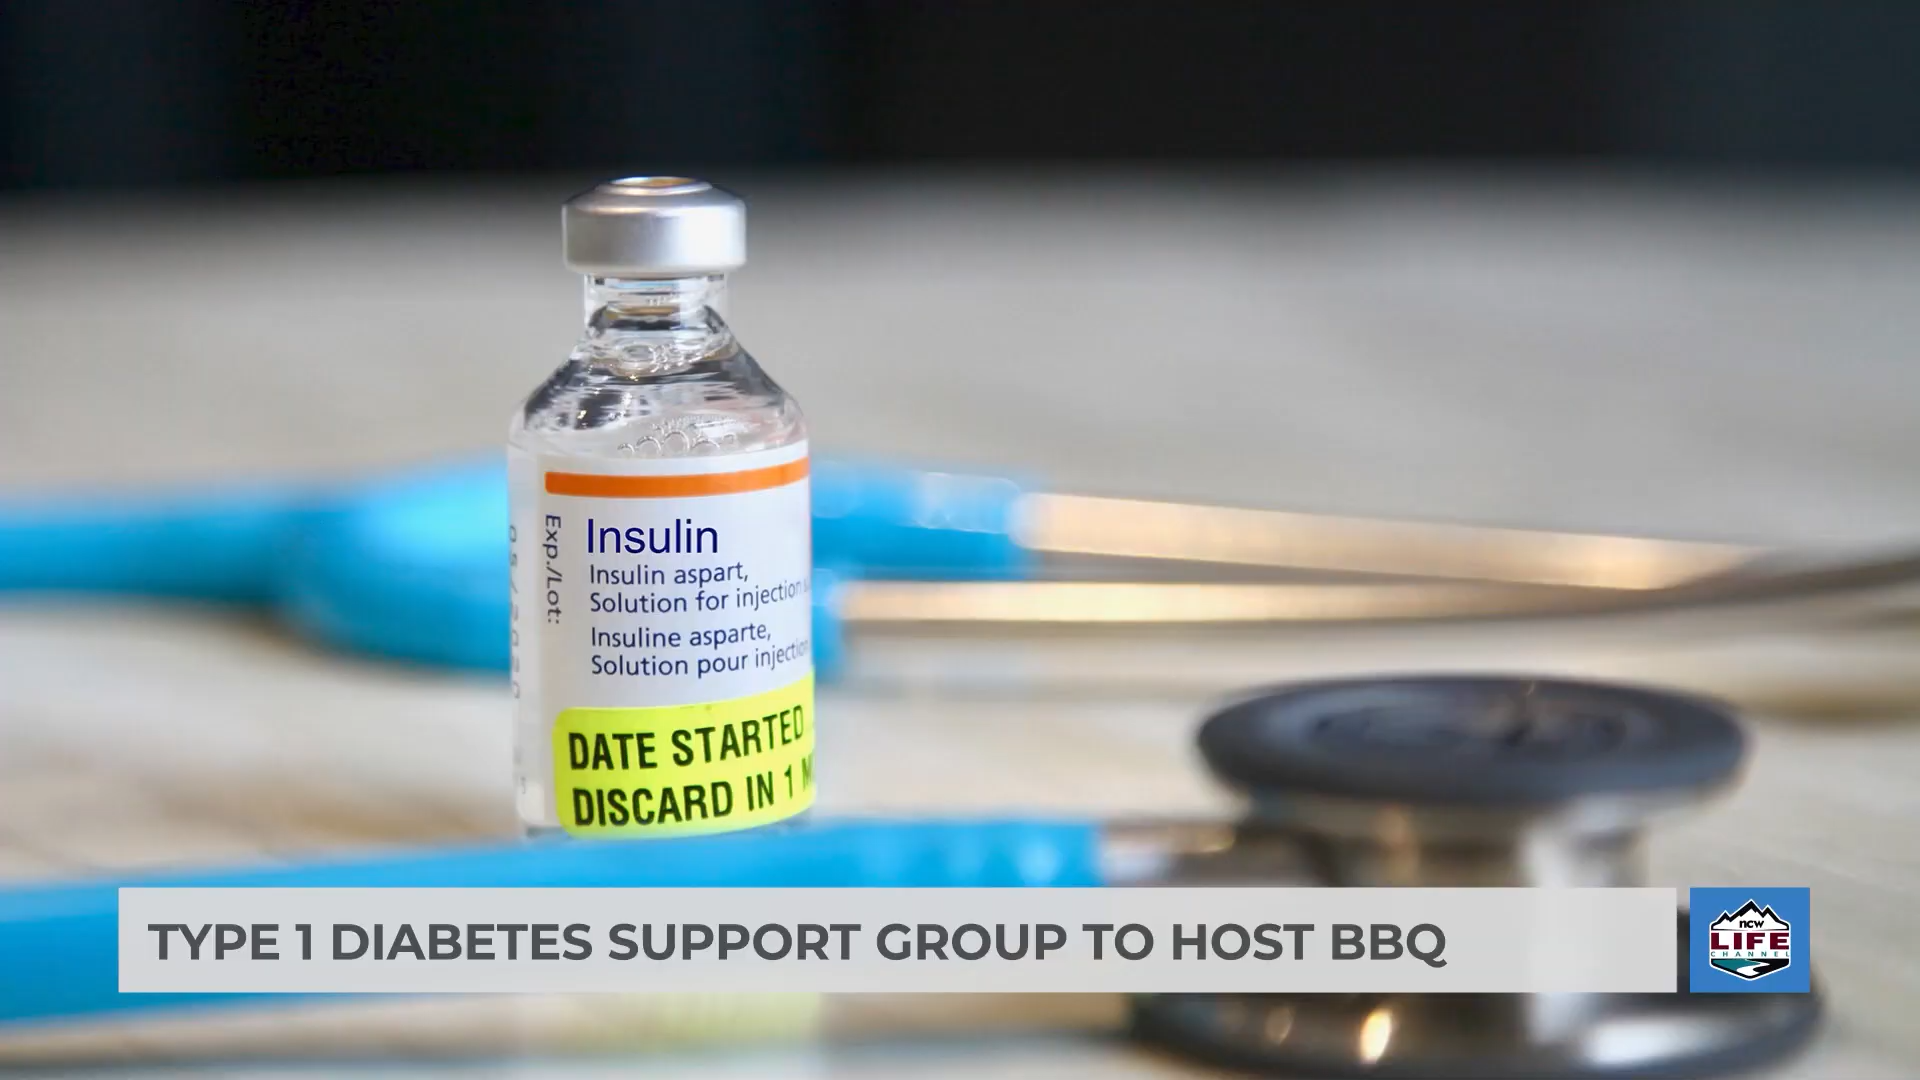 Insulin
Insulin aspart,
Solution for injection
Insuline asparte,
Solution pour injection
Exp./Lot:
DATE STARTED
DISCARD IN 1
TYPE 1 DIABETES SUPPORT GROUP TO HOST BBQ
ncw
LIFE
CHANNEL